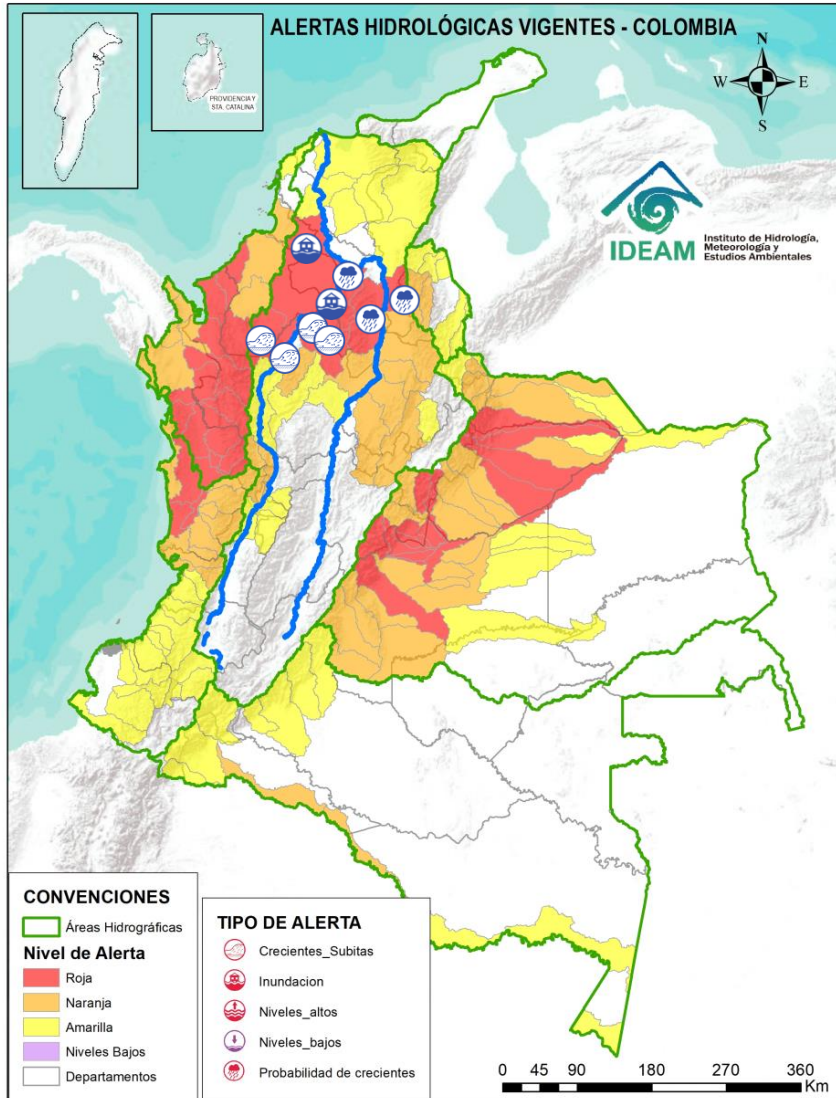 ALERTAS HIDROLÓGICAS VIGENTES - COLOMBIA
PROVIDENCIA Y
STA. CATALINA
N
W
E
S
IDEAM
Instituto de Hidrología,
Meteorología y
Estudios Ambientales
CONVENCIONES
Áreas Hidrográficas
Nivel de Alerta
Roja
Naranja
Amarilla
Niveles Bajos
Departamentos
TIPO DE ALERTA
Crecientes_Subitas
Inundacion
Niveles_altos
Niveles_bajos
Probabilidad de crecientes
0 45 90 180 270 360
Km